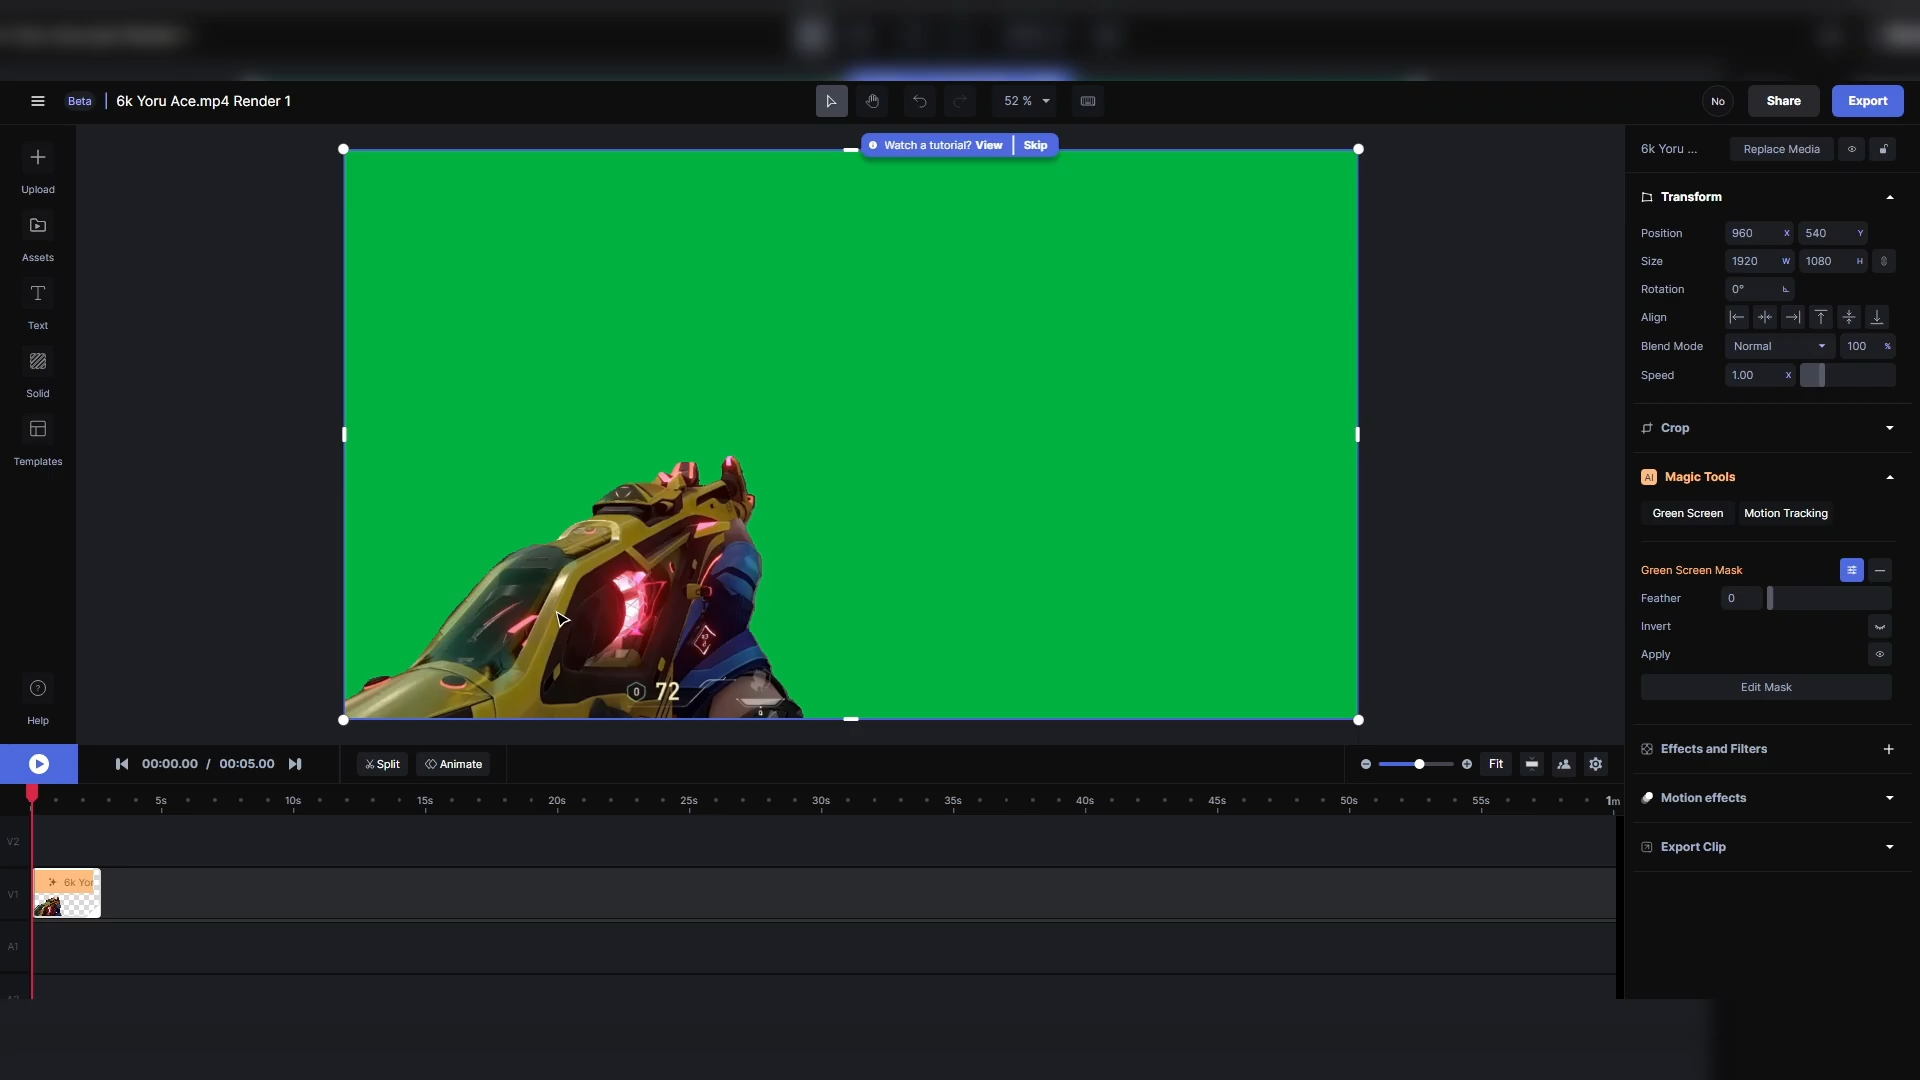 Beta | 6k Yoru Ace.mp4 Render 1
52 %
No
Share
Export
Watch a tutorial? View | Skip
6k Yoru ...
Replace Media
Upload
Assets
Text
Solid
Templates
Help
Transform
Position 960 X 540 Y
Size 1920 W 1080 H
Rotation 0°
Align
Blend Mode Normal 100 %
Speed 1.00 X
Crop
AI Magic Tools
Green Screen Motion Tracking
Green Screen Mask
Feather 0
Invert
Apply
Edit Mask
Effects and Filters
Motion effects
Export Clip
0 72
00:00.00 / 00:05.00
Split
Animate
Fit
5s 10s 15s 20s 25s 30s 35s 40s 45s 50s 55s 1m
V2
V1
6k Yor
A1